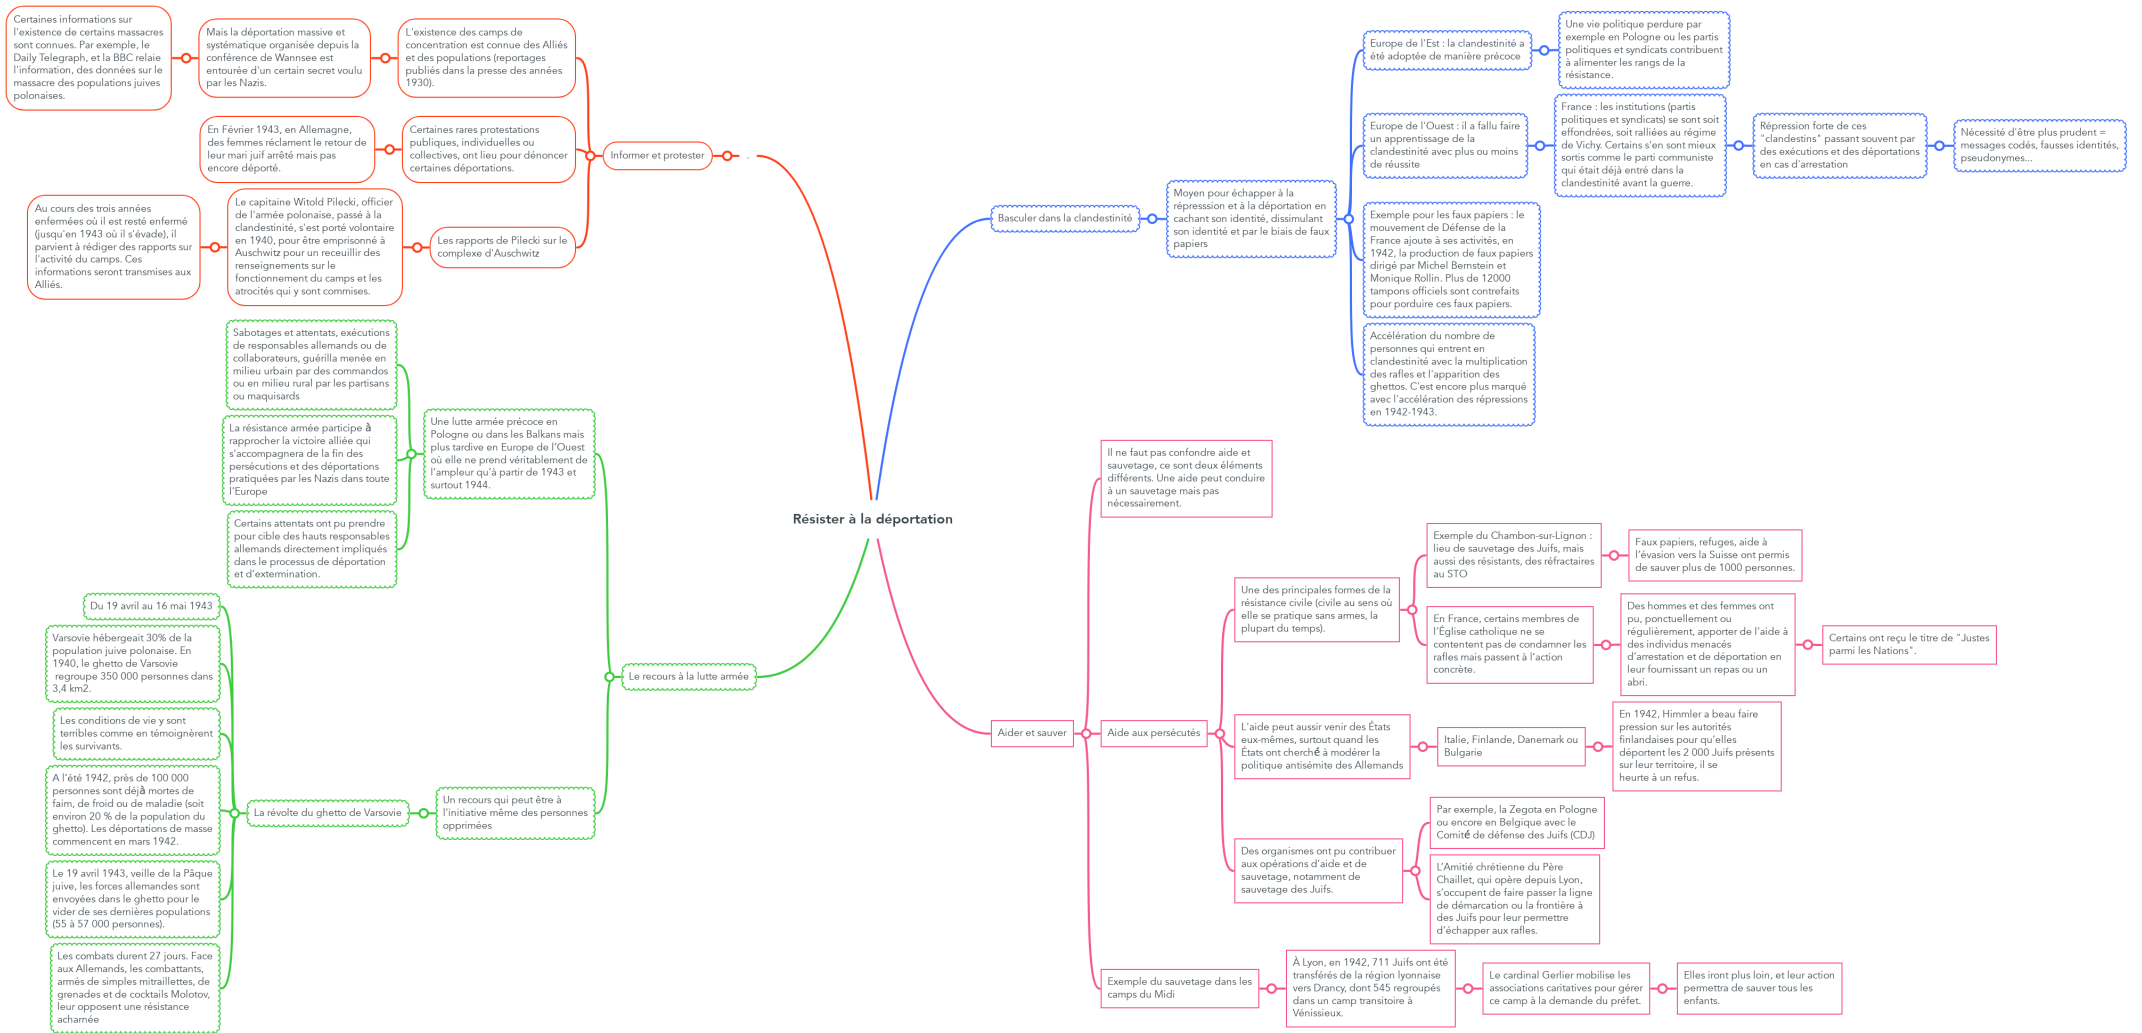 Résister à la déportation
Informer et protester
.
L'existence des camps de
concentration est connue des Alliés
et des populations (reportages
publiés dans la presse des années
1930).
Mais la déportation massive et
systématique organisée depuis la
conférence de Wannsee est
entourée d'un certain secret voulu
par les Nazis.
Certaines informations sur
l'existence de certains massacres
sont connues. Par exemple, le
Daily Telegraph, et la BBC relaie
l'information, des données sur le
massacre des populations juives
polonaises.
Certaines rares protestations
publiques, individuelles ou
collectives, ont lieu pour dénoncer
certaines déportations.
En Février 1943, en Allemagne,
des femmes réclament le retour de
leur mari juif arrêté mais pas
encore déporté.
Les rapports de Pilecki sur le
complexe d'Auschwitz
Le capitaine Witold Pilecki, officier
de l'armée polonaise, passé à la
clandestinité, s'est porté volontaire
en 1940, pour être emprisonné à
Auschwitz pour un receuillir des
renseignements sur le
fonctionnement du camps et les
atrocités qui y sont commises.
Au cours des trois années
enfermées où il est resté enfermé
(jusqu'en 1943 où il s'évade), il
parvient à rédiger des rapports sur
l'activité du camps. Ces
informations seront transmises aux
Alliés.
Le recours à la lutte armée
Une lutte armée précoce en
Pologne ou dans les Balkans mais
plus tardive en Europe de l'Ouest
où elle ne prend véritablement de
l'ampleur qu'à partir de 1943 et
surtout 1944.
Sabotages et attentats, exécutions
de responsables allemands ou de
collaborateurs, guérilla menée en
milieu urbain par des commandos
ou en milieu rural par les partisans
ou maquisards
La résistance armée participe à
rapprocher la victoire alliée qui
s'accompagnera de la fin des
persécutions et des déportations
pratiquées par les Nazis dans toute
l'Europe
Certains attentats ont pu prendre
pour cible des hauts responsables
allemands directement impliqués
dans le processus de déportation
et d'extermination.
Un recours qui peut être à
l'initiative même des personnes
opprimées
La révolte du ghetto de Varsovie
Du 19 avril au 16 mai 1943
Varsovie hébergeait 30% de la
population juive polonaise. En
1940, le ghetto de Varsovie
regroupe 350 000 personnes dans
3,4 km2.
Les conditions de vie y sont
terribles comme en témoignèrent
les survivants.
A l'été 1942, près de 100 000
personnes sont déjà mortes de
faim, de froid ou de maladie (soit
environ 20 % de la population du
ghetto). Les déportations de masse
commencent en mars 1942.
Le 19 avril 1943, veille de la Pâque
juive, les forces allemandes sont
envoyées dans le ghetto pour le
vider de ses dernières populations
(55 à 57 000 personnes).
Les combats durent 27 jours. Face
aux Allemands, les combattants,
armés de simples mitraillettes, de
grenades et de cocktails Molotov,
leur opposent une résistance
acharnée
Basculer dans la clandestinité
Moyen pour échapper à la
répresssion et à la déportation en
cachant son identité, dissimulant
son identité et par le biais de faux
papiers
Europe de l'Est : la clandestinité a
été adoptée de manière précoce
Une vie politique perdure par
exemple en Pologne ou les partis
politiques et syndicats contribuent
à alimenter les rangs de la
résistance.
Europe de l'Ouest : il a fallu faire
un apprentissage de la
clandestinité avec plus ou moins
de réussite
France : les institutions (partis
politiques et syndicats) se sont soit
effondrées, soit ralliées au régime
de Vichy. Certains s'en sont mieux
sortis comme le parti communiste
qui était déjà entré dans la
clandestinité avant la guerre.
Répression forte de ces
"clandestins" passant souvent par
des exécutions et des déportations
en cas d'arrestation
Nécessité d'être plus prudent =
messages codés, fausses identités,
pseudonymes...
Exemple pour les faux papiers : le
mouvement de Défense de la
France ajoute à ses activités, en
1942, la production de faux papiers
dirigé par Michel Bernstein et
Monique Rollin. Plus de 12000
tampons officiels sont contrefaits
pour porduire ces faux papiers.
Accélération du nombre de
personnes qui entrent en
clandestinité avec la multiplication
des rafles et l'apparition des
ghettos. C'est encore plus marqué
avec l'accélération des répressions
en 1942-1943.
Aider et sauver
Il ne faut pas confondre aide et
sauvetage, ce sont deux éléments
différents. Une aide peut conduire
à un sauvetage mais pas
nécessairement.
Aide aux persécutés
Une des principales formes de la
résistance civile (civile au sens où
elle se pratique sans armes, la
plupart du temps).
Exemple du Chambon-sur-Lignon :
lieu de sauvetage des Juifs, mais
aussi des résistants, des réfractaires
au STO
Faux papiers, refuges, aide à
l'évasion vers la Suisse ont permis
de sauver plus de 1000 personnes.
En France, certains membres de
l'Église catholique ne se
contentent pas de condamner les
rafles mais passent à l'action
concrète.
Des hommes et des femmes ont
pu, ponctuellement ou
régulièrement, apporter de l'aide à
des individus menacés
d'arrestation et de déportation en
leur fournissant un repas ou un
abri.
Certains ont reçu le titre de "Justes
parmi les Nations".
L'aide peut aussir venir des États
eux-mêmes, surtout quand les
États ont cherché à modérer la
politique antisémite des Allemands
Italie, Finlande, Danemark ou
Bulgarie
En 1942, Himmler a beau faire
pression sur les autorités
finlandaises pour qu'elles
déportent les 2 000 Juifs présents
sur leur territoire, il se
heurte à un refus.
Des organismes ont pu contribuer
aux opérations d'aide et de
sauvetage, notamment de
sauvetage des Juifs.
Par exemple, la Zegota en Pologne
ou encore en Belgique avec le
Comité de défense des Juifs (CDJ)
L'Amitié chrétienne du Père
Chaillet, qui opère depuis Lyon,
s'occupent de faire passer la ligne
de démarcation ou la frontière à
des Juifs pour leur permettre
d'échapper aux rafles.
Exemple du sauvetage dans les
camps du Midi
À Lyon, en 1942, 711 Juifs ont été
transférés de la région lyonnaise
vers Drancy, dont 545 regroupés
dans un camp transitoire à
Vénissieux.
Le cardinal Gerlier mobilise les
associations caritatives pour gérer
ce camp à la demande du préfet.
Elles iront plus loin, et leur action
permettra de sauver tous les
enfants.